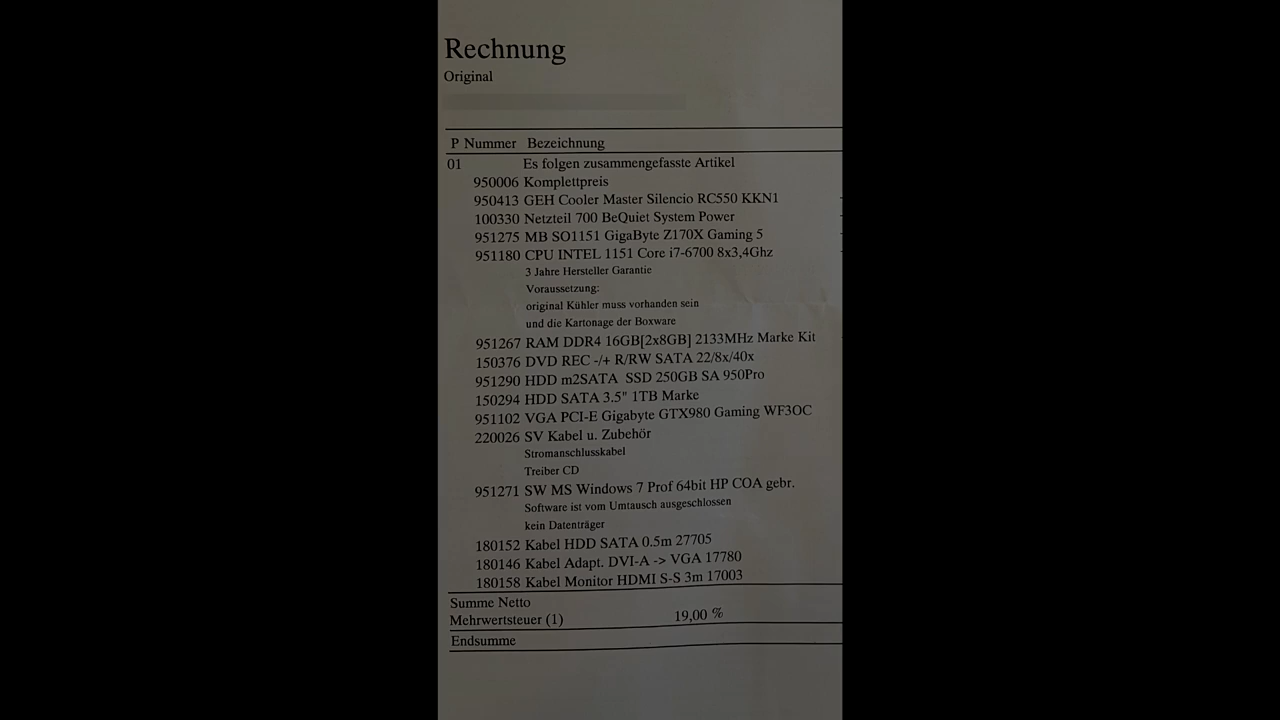 Rechnung
Original
P Nummer Bezeichnung
01 Es folgen zusammengefasste Artikel
950006 Komplettpreis
950413 GEH Cooler Master Silencio RC550 KKN1
100330 Netzteil 700 BeQuiet System Power
951275 MB SO1151 GigaByte Z170X Gaming 5
951180 CPU INTEL 1151 Core i7-6700 8x3,4Ghz
3 Jahre Hersteller Garantie
Voraussetzung:
original Kühler muss vorhanden sein
und die Kartonage der Boxware
951267 RAM DDR4 16GB[2x8GB] 2133MHz Marke Kit
150376 DVD REC -/+ R/RW SATA 22/8x/40x
951290 HDD m2SATA SSD 250GB SA 950Pro
150294 HDD SATA 3.5" 1TB Marke
951102 VGA PCI-E Gigabyte GTX980 Gaming WF3OC
220026 SV Kabel u. Zubehör
Stromanschlusskabel
Treiber CD
951271 SW MS Windows 7 Prof 64bit HP COA gebr.
Software ist vom Umtausch ausgeschlossen
kein Datenträger
180152 Kabel HDD SATA 0.5m 27705
180146 Kabel Adapt. DVI-A -> VGA 17780
180158 Kabel Monitor HDMI S-S 3m 17003
Summe Netto
Mehrwertsteuer (1) 19,00 %
Endsumme